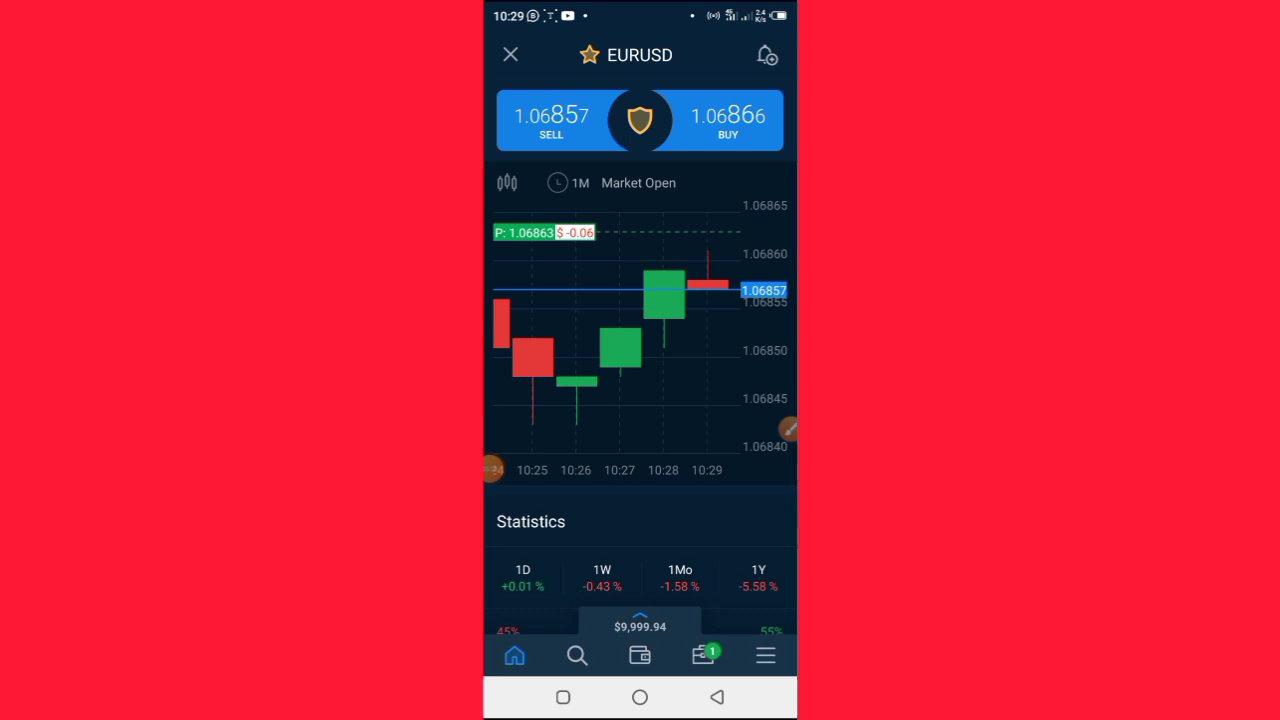 10:29 2.4 K/s
EURUSD
1.06857 1.06866
SELL BUY
1M Market Open
1.06865
P: 1.06863 $ -0.06
1.06860
1.06857
1.06855
1.06850
1.06845
1.06840
10:25 10:26 10:27 10:28 10:29
Statistics
1D 1W 1Mo 1Y
+0.01 % -0.43 % -1.58 % -5.58 %
$9,999.94
45% 55%
1